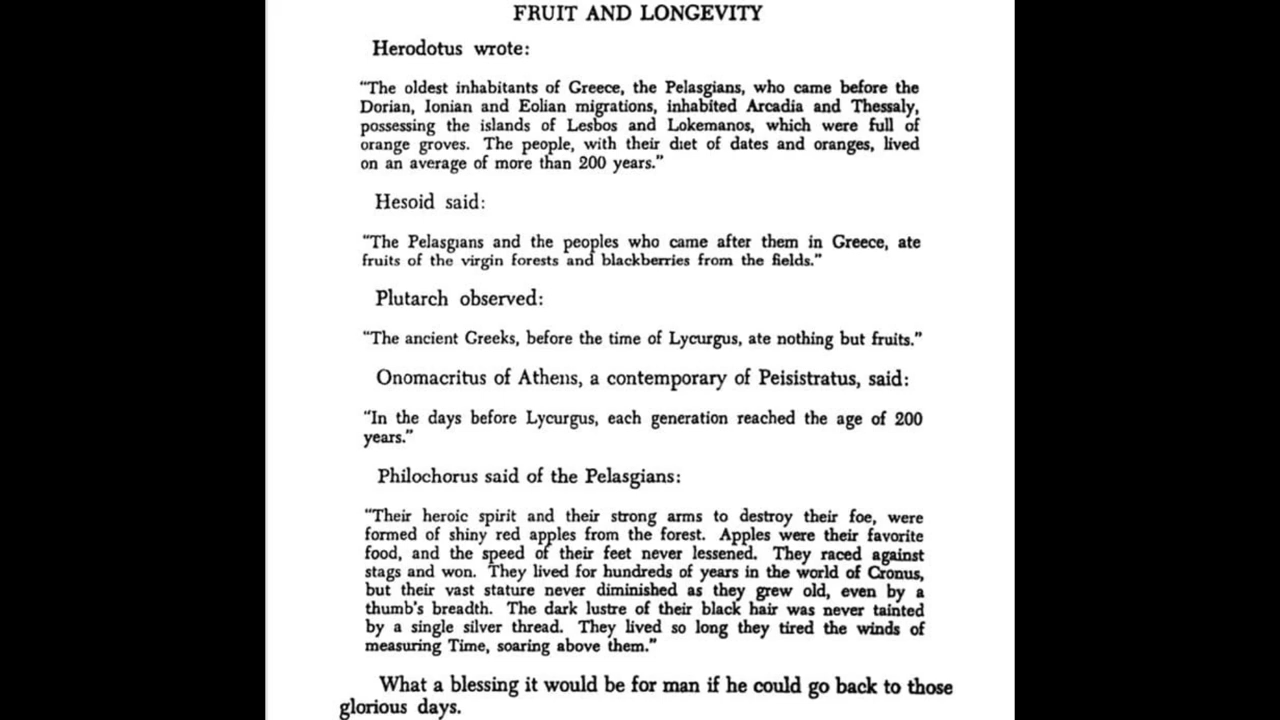 FRUIT AND LONGEVITY
Herodotus wrote:
"The oldest inhabitants of Greece, the Pelasgians, who came before the
Dorian, Ionian and Eolian migrations, inhabited Arcadia and Thessaly,
possessing the islands of Lesbos and Lokemanos, which were full of
orange groves. The people, with their diet of dates and oranges, lived
on an average of more than 200 years."
Hesoid said:
"The Pelasgians and the peoples who came after them in Greece, ate
fruits of the virgin forests and blackberries from the fields."
Plutarch observed:
"The ancient Greeks, before the time of Lycurgus, ate nothing but fruits."
Onomacritus of Athens, a contemporary of Peisistratus, said:
"In the days before Lycurgus, each generation reached the age of 200
years."
Philochorus said of the Pelasgians:
"Their heroic spirit and their strong arms to destroy their foe, were
formed of shiny red apples from the forest. Apples were their favorite
food, and the speed of their feet never lessened. They raced against
stags and won. They lived for hundreds of years in the world of Cronus,
but their vast stature never diminished as they grew old, even by a
thumb's breadth. The dark lustre of their black hair was never tainted
by a single silver thread. They lived so long they tired the winds of
measuring Time, soaring above them."
What a blessing it would be for man if he could go back to those
glorious days.